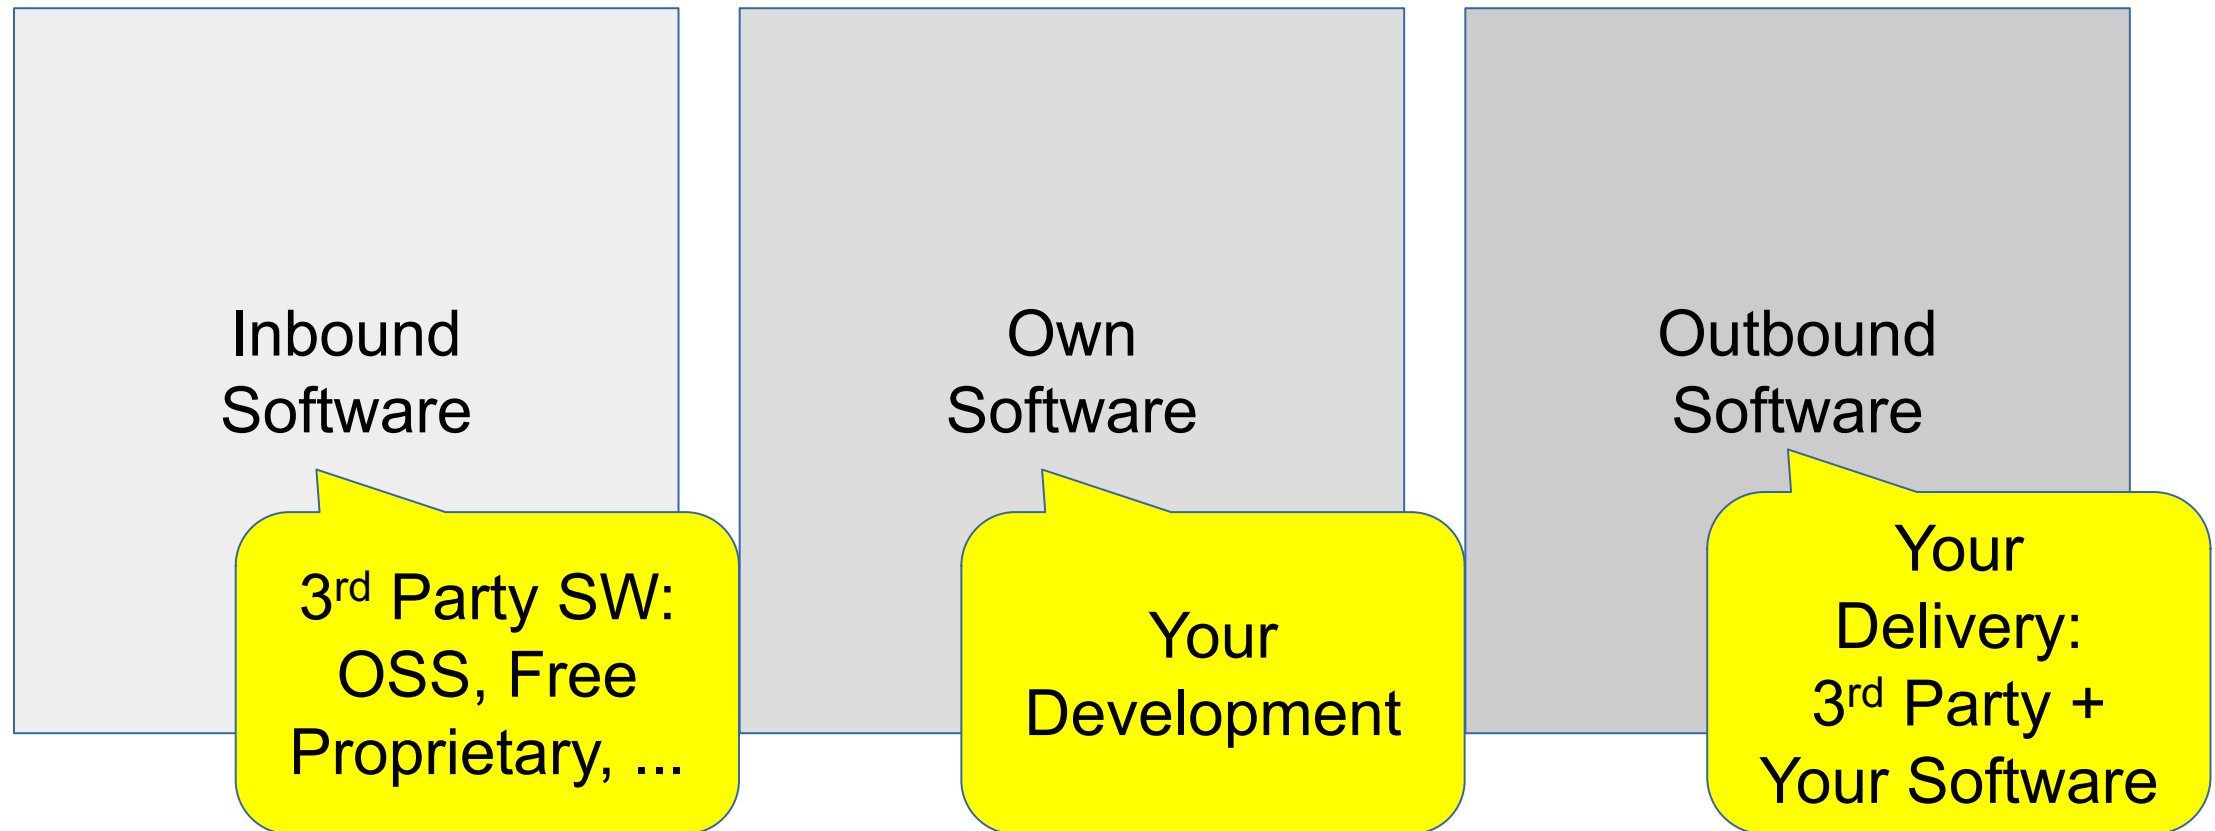 Inbound
Software
Own
Software
Outbound
Software
3rd Party SW:
OSS, Free
Proprietary, ...
Your
Development
Your
Delivery:
3rd Party +
Your Software